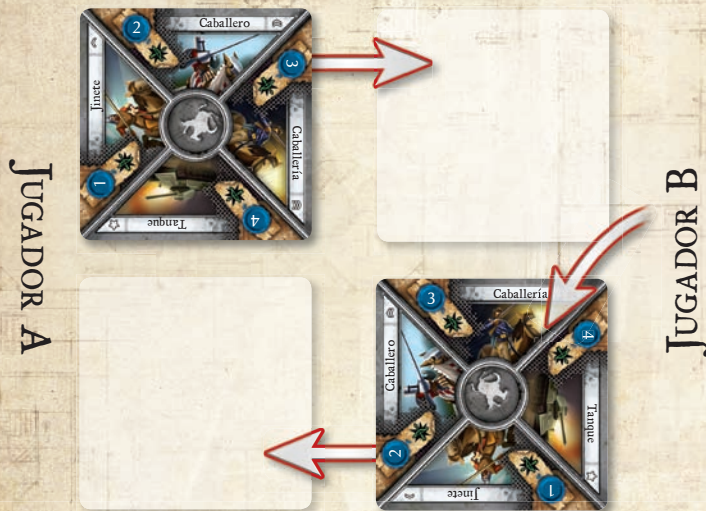 JUGADOR A
2
Caballero
3
Caballería
4
Tanque
1
Jinete
JUGADOR B
3
Caballería
4
Tanque
1
Jinete
2
Caballero